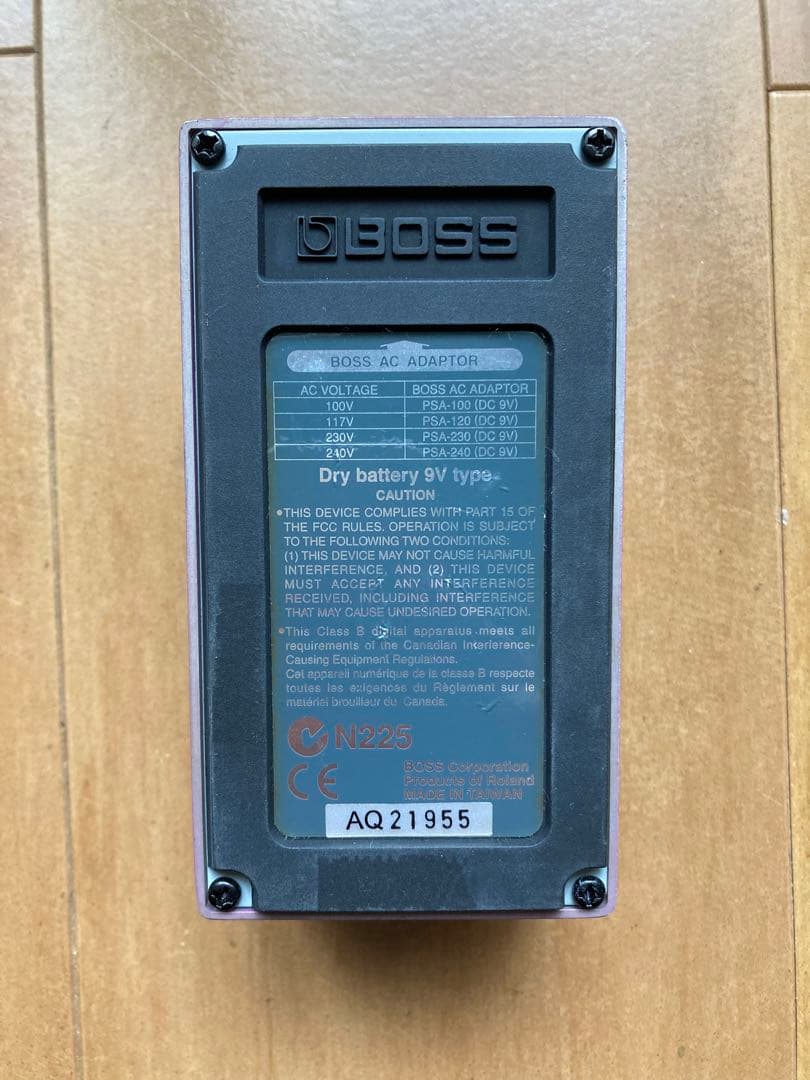 BOSS
BOSS AC ADAPTOR
AC VOLTAGE BOSS AC ADAPTOR
100V PSA-100 (DC 9V)
117V PSA-120 (DC 9V)
230V PSA-230 (DC 9V)
240V PSA-240 (DC 9V)
Dry battery 9V type
CAUTION
•THIS DEVICE COMPLIES WITH PART 15 OF
THE FCC RULES. OPERATION IS SUBJECT
TO THE FOLLOWING TWO CONDITIONS:
(1) THIS DEVICE MAY NOT CAUSE HARMFUL
INTERFERENCE, AND (2) THIS DEVICE
MUST ACCEPT ANY INTERFERENCE
RECEIVED, INCLUDING INTERFERENCE
THAT MAY CAUSE UNDESIRED OPERATION.
•This Class B digital apparatus meets all
requirements of the Canadian Interference-
Causing Equipment Regulations.
Cet appareil numérique de la classe B respecte
toutes les exigences du Règlement sur le
matériel brouilleur du Canada.
N225
CE
BOSS Corporation
Products of Roland
MADE IN TAIWAN
AQ21955